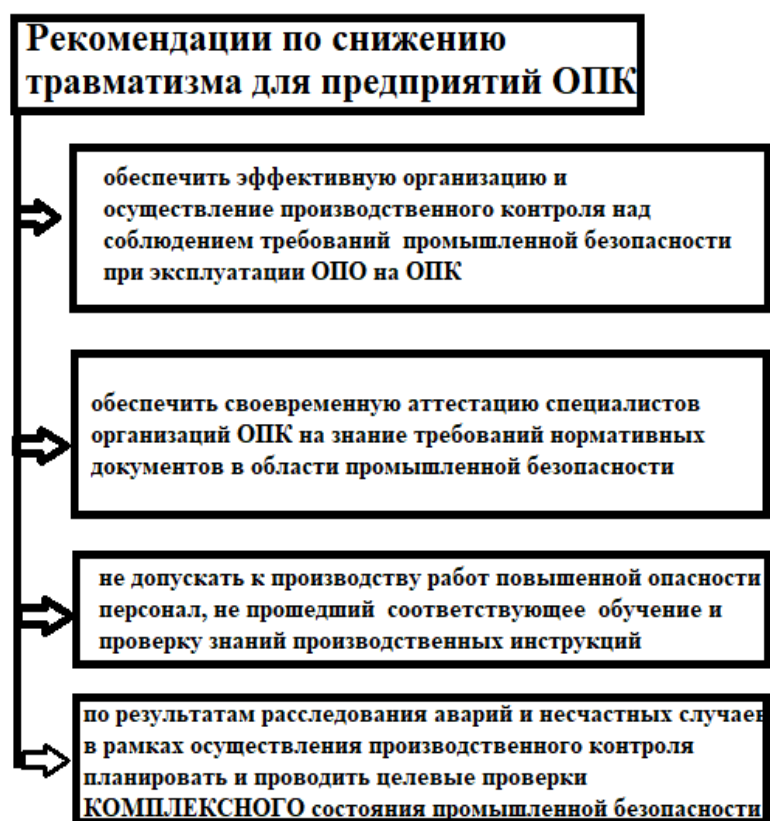 Рекомендации по снижению
травматизма для предприятий ОПК
обеспечить эффективную организацию и
осуществление производственного контроля над
соблюдением требований промышленной безопасности
при эксплуатации ОПО на ОПК
обеспечить своевременную аттестацию специалистов
организаций ОПК на знание требований нормативных
документов в области промышленной безопасности
не допускать к производству работ повышенной опасности
персонал, не прошедший соответствующее обучение и
проверку знаний производственных инструкций
по результатам расследования аварий и несчастных случаев
в рамках осуществления производственного контроля
планировать и проводить целевые проверки
КОМПЛЕКСНОГО состояния промышленной безопасности